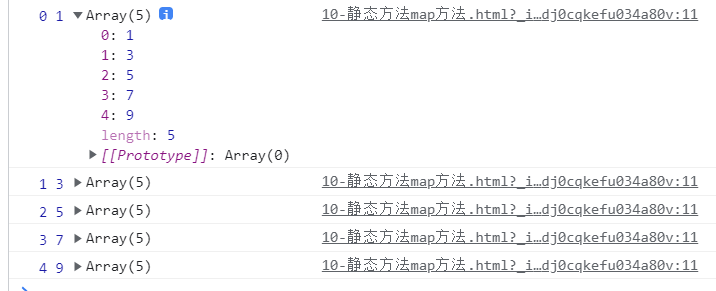 0 1 ▼Array(5) i 10-静态方法map方法.html?_i…dj0cqkefu034a80v:11
0: 1
1: 3
2: 5
3: 7
4: 9
length: 5
▶[[Prototype]]: Array(0)
1 3 ▶Array(5) 10-静态方法map方法.html?_i…dj0cqkefu034a80v:11
2 5 ▶Array(5) 10-静态方法map方法.html?_i…dj0cqkefu034a80v:11
3 7 ▶Array(5) 10-静态方法map方法.html?_i…dj0cqkefu034a80v:11
4 9 ▶Array(5) 10-静态方法map方法.html?_i…dj0cqkefu034a80v:11